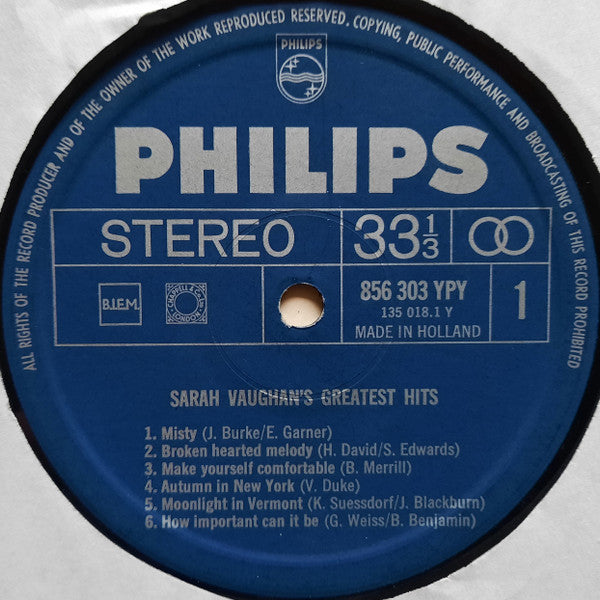 ALL RIGHTS OF THE RECORD PRODUCER AND OF THE OWNER OF THE WORK REPRODUCED RESERVED. COPYING, PUBLIC PERFORMANCE AND BROADCASTING OF THIS RECORD PROHIBITED
PHILIPS
PHILIPS
STEREO 33⅓
B.I.E.M. CHAPPELL & CO LTD LONDON 856 303 YPY 1
135 018.1 Y
MADE IN HOLLAND
SARAH VAUGHAN'S GREATEST HITS
1. Misty (J. Burke/E. Garner)
2. Broken hearted melody (H. David/S. Edwards)
3. Make yourself comfortable (B. Merrill)
4. Autumn in New York (V. Duke)
5. Moonlight in Vermont (K. Suessdorf/J. Blackburn)
6. How important can it be (G. Weiss/B. Benjamin)